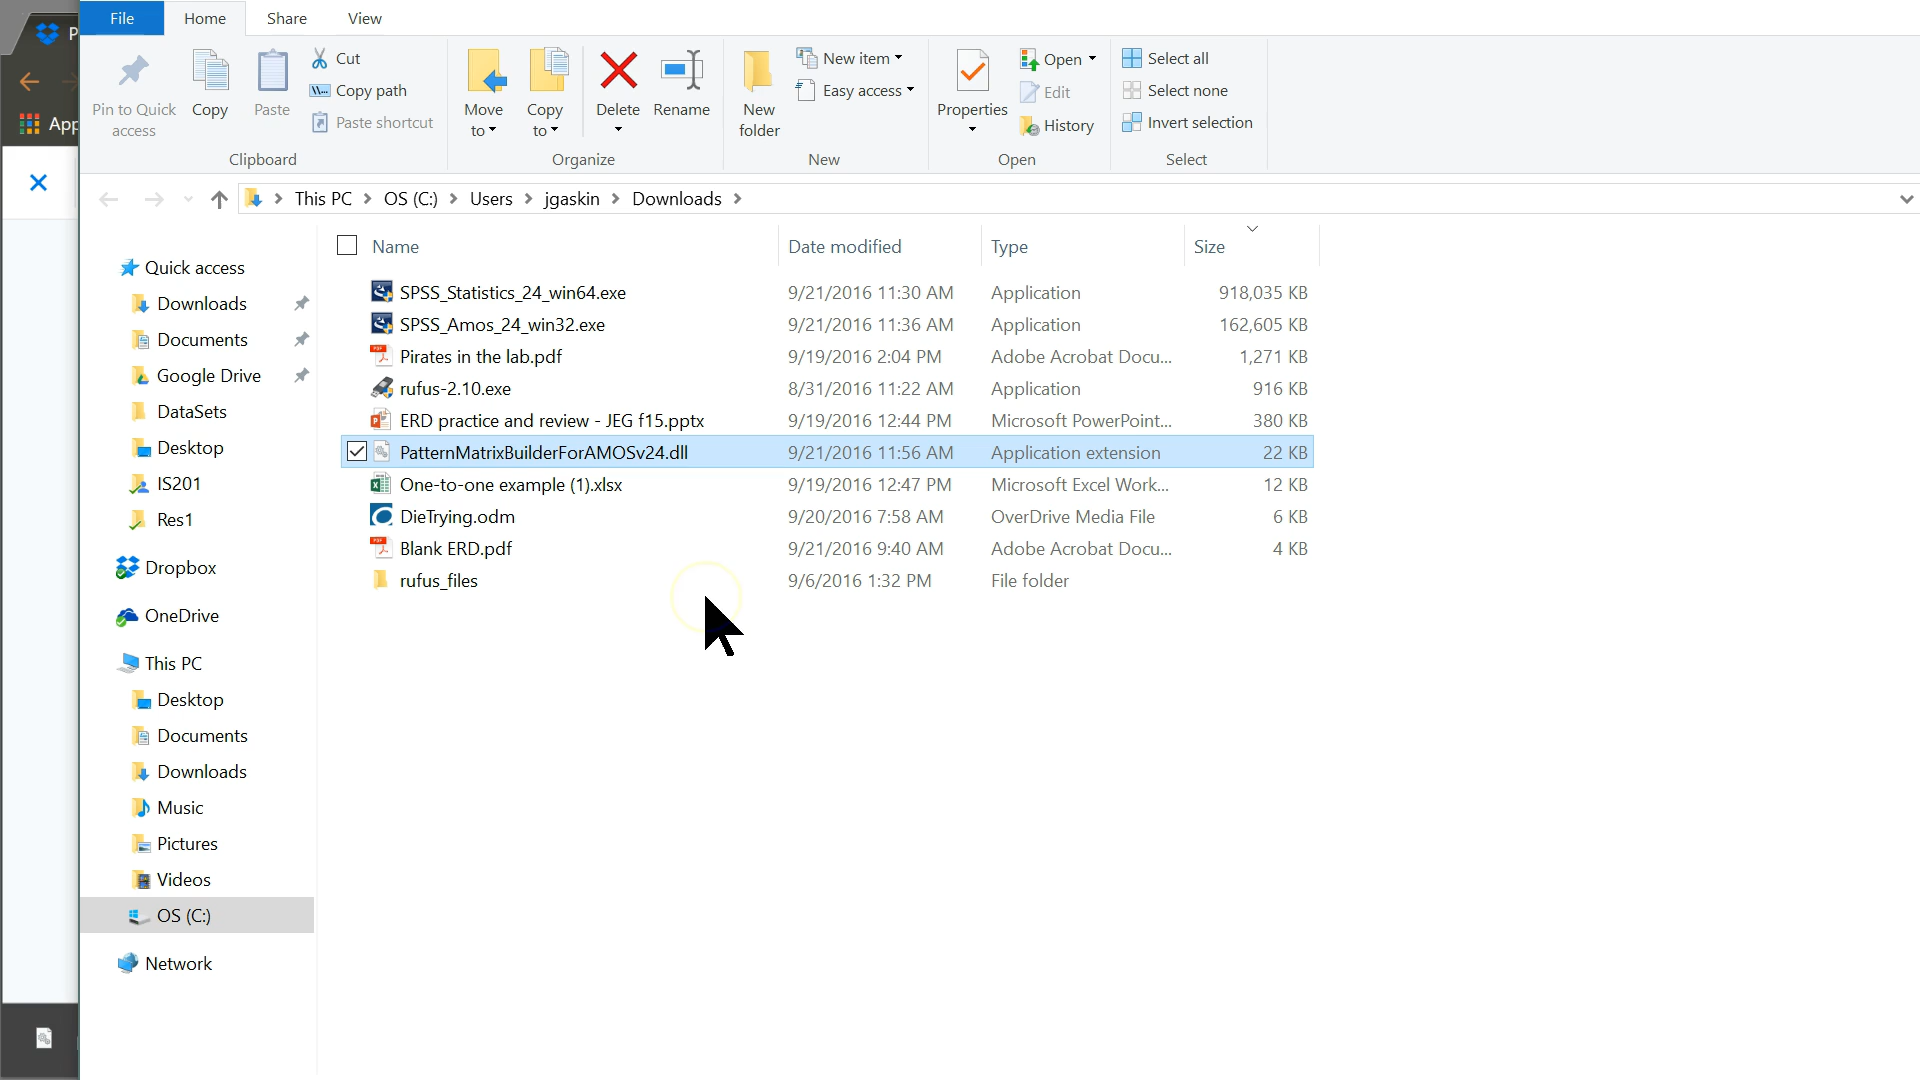 P
File
Home
Share
View
App
Pin to Quick access
Copy
Paste
Cut
Copy path
Paste shortcut
Clipboard
Move to
Copy to
Delete
Rename
Organize
New folder
New item
Easy access
New
Properties
Open
Edit
History
Open
Select all
Select none
Invert selection
Select
This PC > OS (C:) > Users > jgaskin > Downloads >
Name Date modified Type Size
SPSS_Statistics_24_win64.exe 9/21/2016 11:30 AM Application 918,035 KB
SPSS_Amos_24_win32.exe 9/21/2016 11:36 AM Application 162,605 KB
Pirates in the lab.pdf 9/19/2016 2:04 PM Adobe Acrobat Docu... 1,271 KB
rufus-2.10.exe 8/31/2016 11:22 AM Application 916 KB
ERD practice and review - JEG f15.pptx 9/19/2016 12:44 PM Microsoft PowerPoint... 380 KB
PatternMatrixBuilderForAMOSv24.dll 9/21/2016 11:56 AM Application extension 22 KB
One-to-one example (1).xlsx 9/19/2016 12:47 PM Microsoft Excel Work... 12 KB
DieTrying.odm 9/20/2016 7:58 AM OverDrive Media File 6 KB
Blank ERD.pdf 9/21/2016 9:40 AM Adobe Acrobat Docu... 4 KB
rufus_files 9/6/2016 1:32 PM File folder
Quick access
Downloads
Documents
Google Drive
DataSets
Desktop
IS201
Res1
Dropbox
OneDrive
This PC
Desktop
Documents
Downloads
Music
Pictures
Videos
OS (C:)
Network